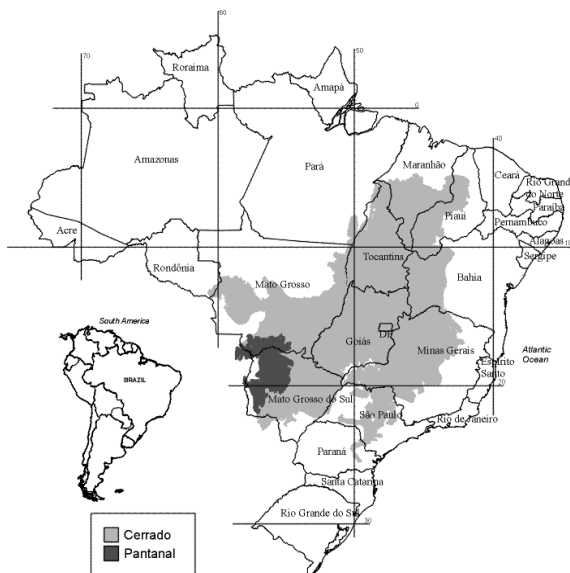 60
70
Roraima
50
Amapá
0
40
Amazonas
Pará
Maranhão
Ceará
Rio Grande
do Norte
Paraíba
Piauí
Pernambuco
Acre
Alagoas
10
Sergipe
Tocantins
Rondônia
Bahia
Mato Grosso
South America
DF
Goiás
Minas Gerais
Atlantic
Ocean
Espírito
Santo
BRAZIL
20
Mato Grosso do Sul
São Paulo
Rio de Janeiro
Paraná
Santa Catarina
Rio Grande do Sul
30
Cerrado
Pantanal